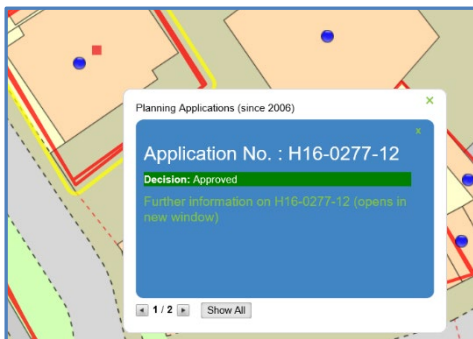 Planning Applications (since 2006)
x
x
Application No. : H16-0277-12
Decision: Approved
Further information on H16-0277-12 (opens in
new window)
1 / 2 Show All